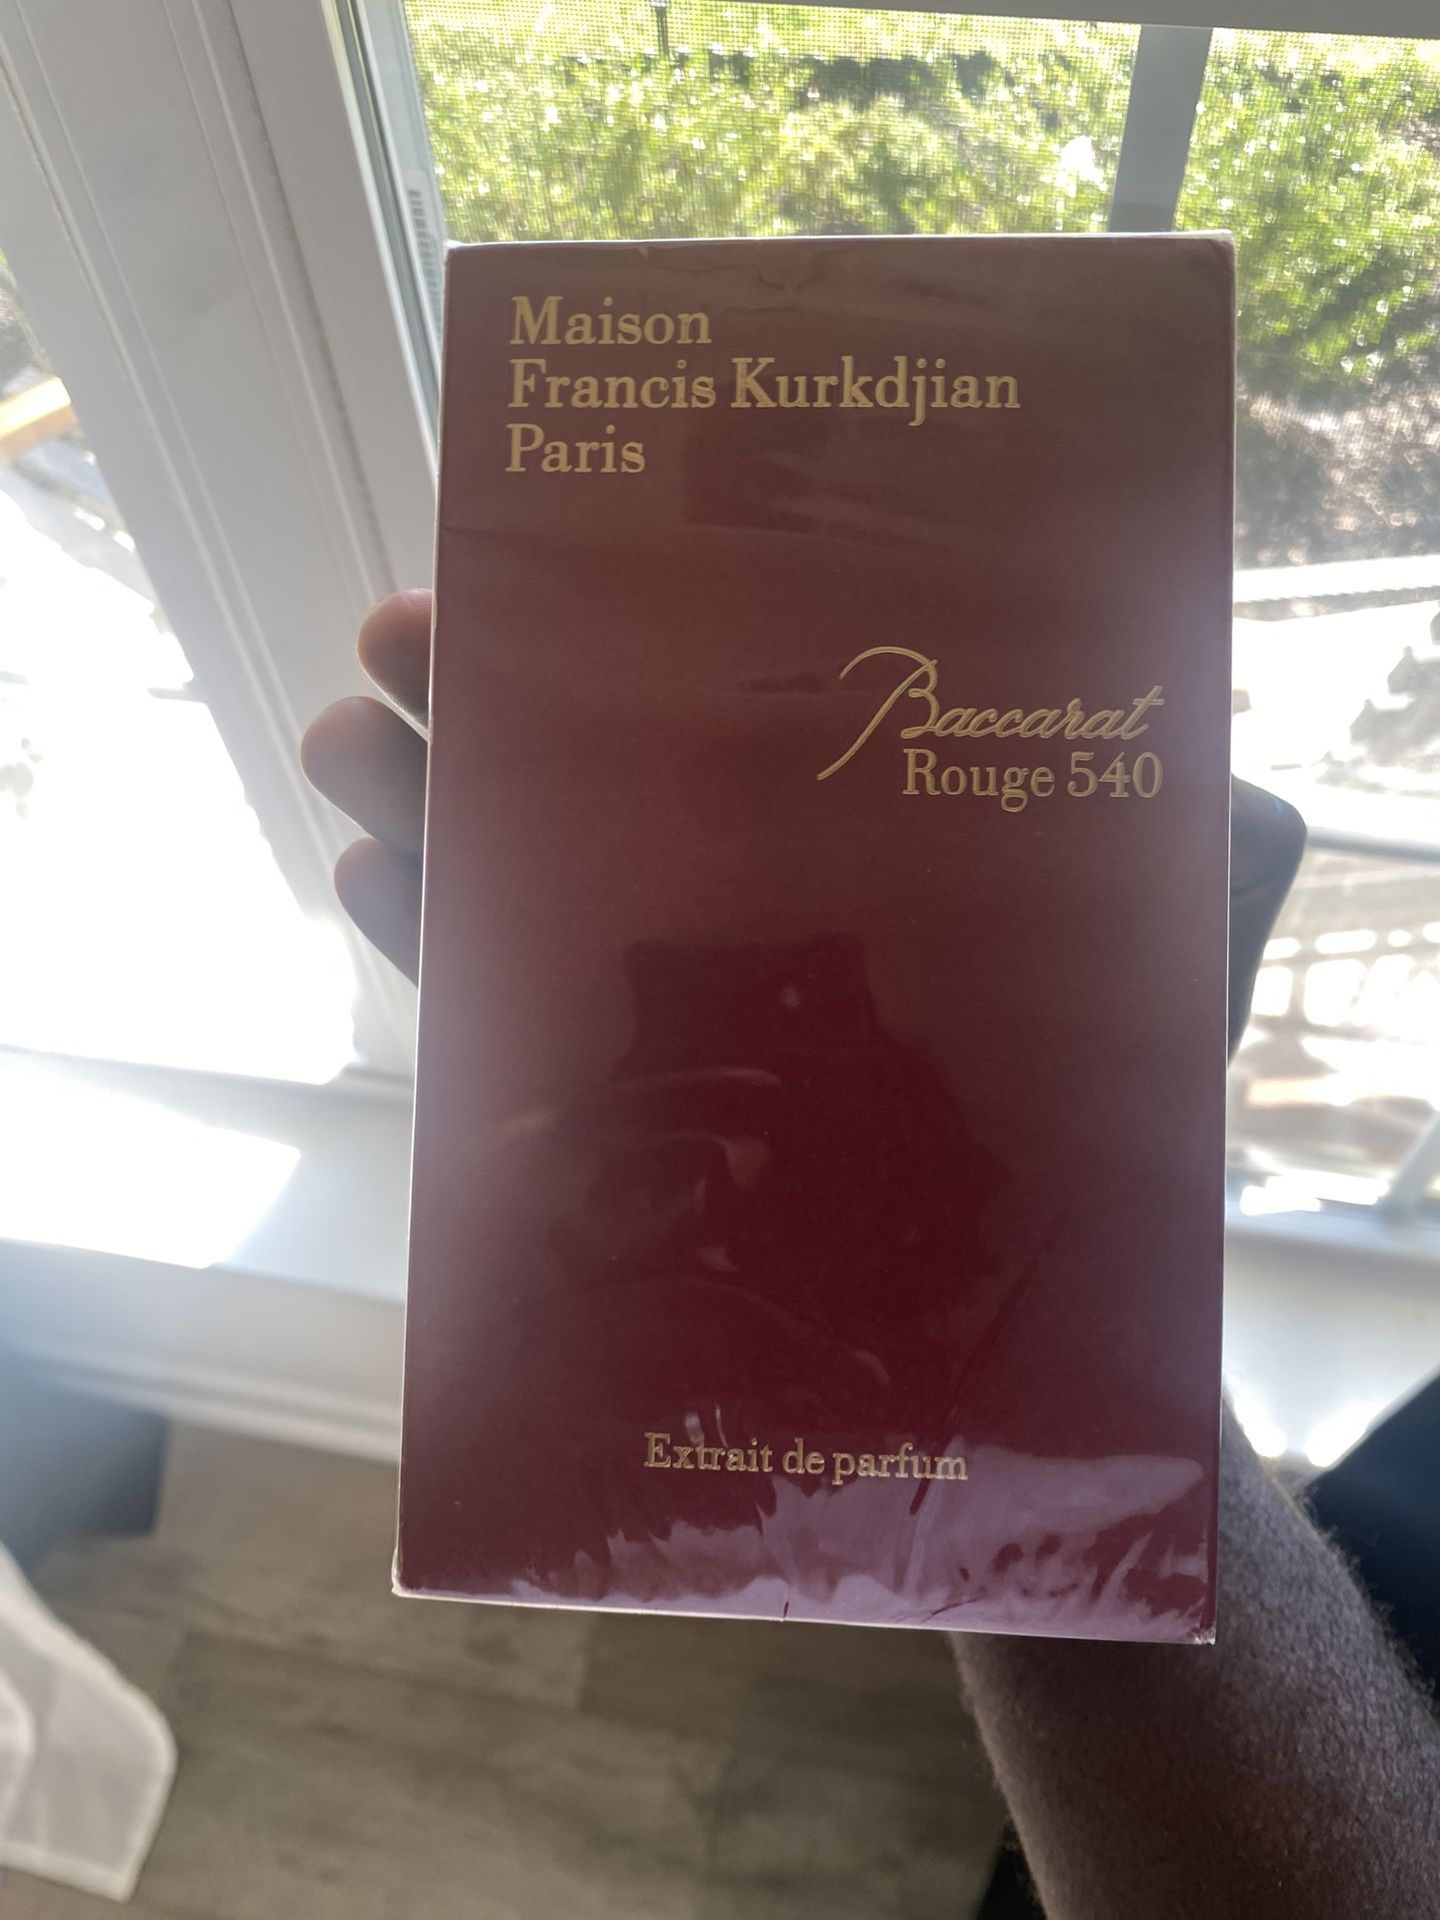 Maison
Francis Kurkdjian
Paris
Baccarat
Rouge 540
Extrait de parfum